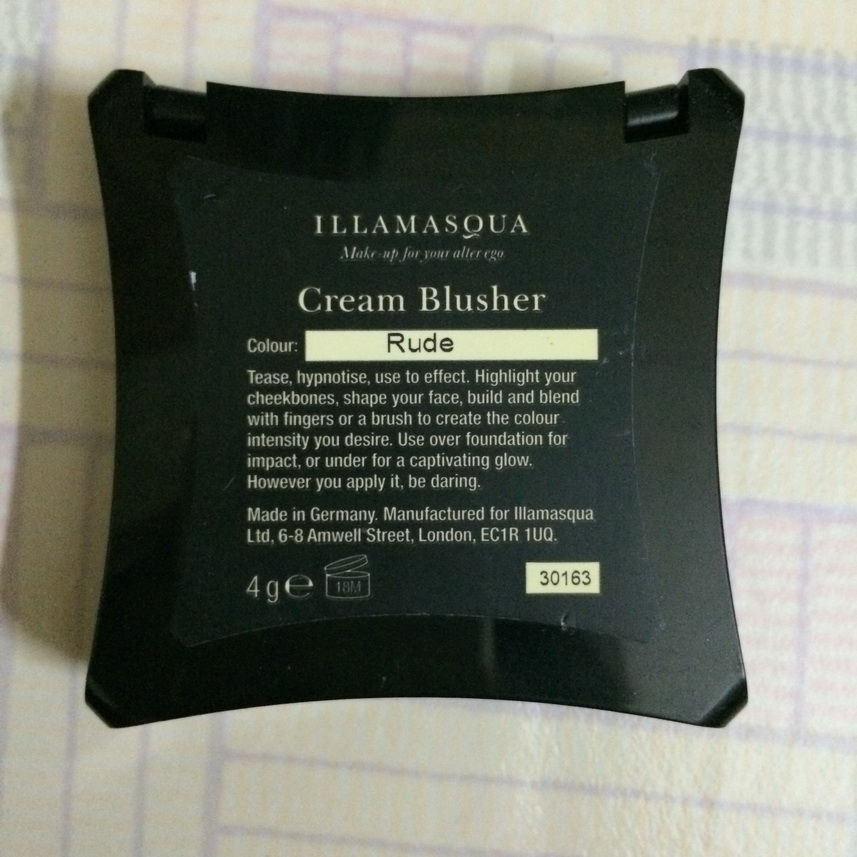 ILLAMASQUA
Make-up for your alter ego
Cream Blusher
Colour: Rude
Tease, hypnotise, use to effect. Highlight your
cheekbones, shape your face, build and blend
with fingers or a brush to create the colour
intensity you desire. Use over foundation for
impact, or under for a captivating glow.
However you apply it, be daring.
Made in Germany. Manufactured for Illamasqua
Ltd, 6-8 Amwell Street, London, EC1R 1UQ.
4 g ℮ 18M 30163